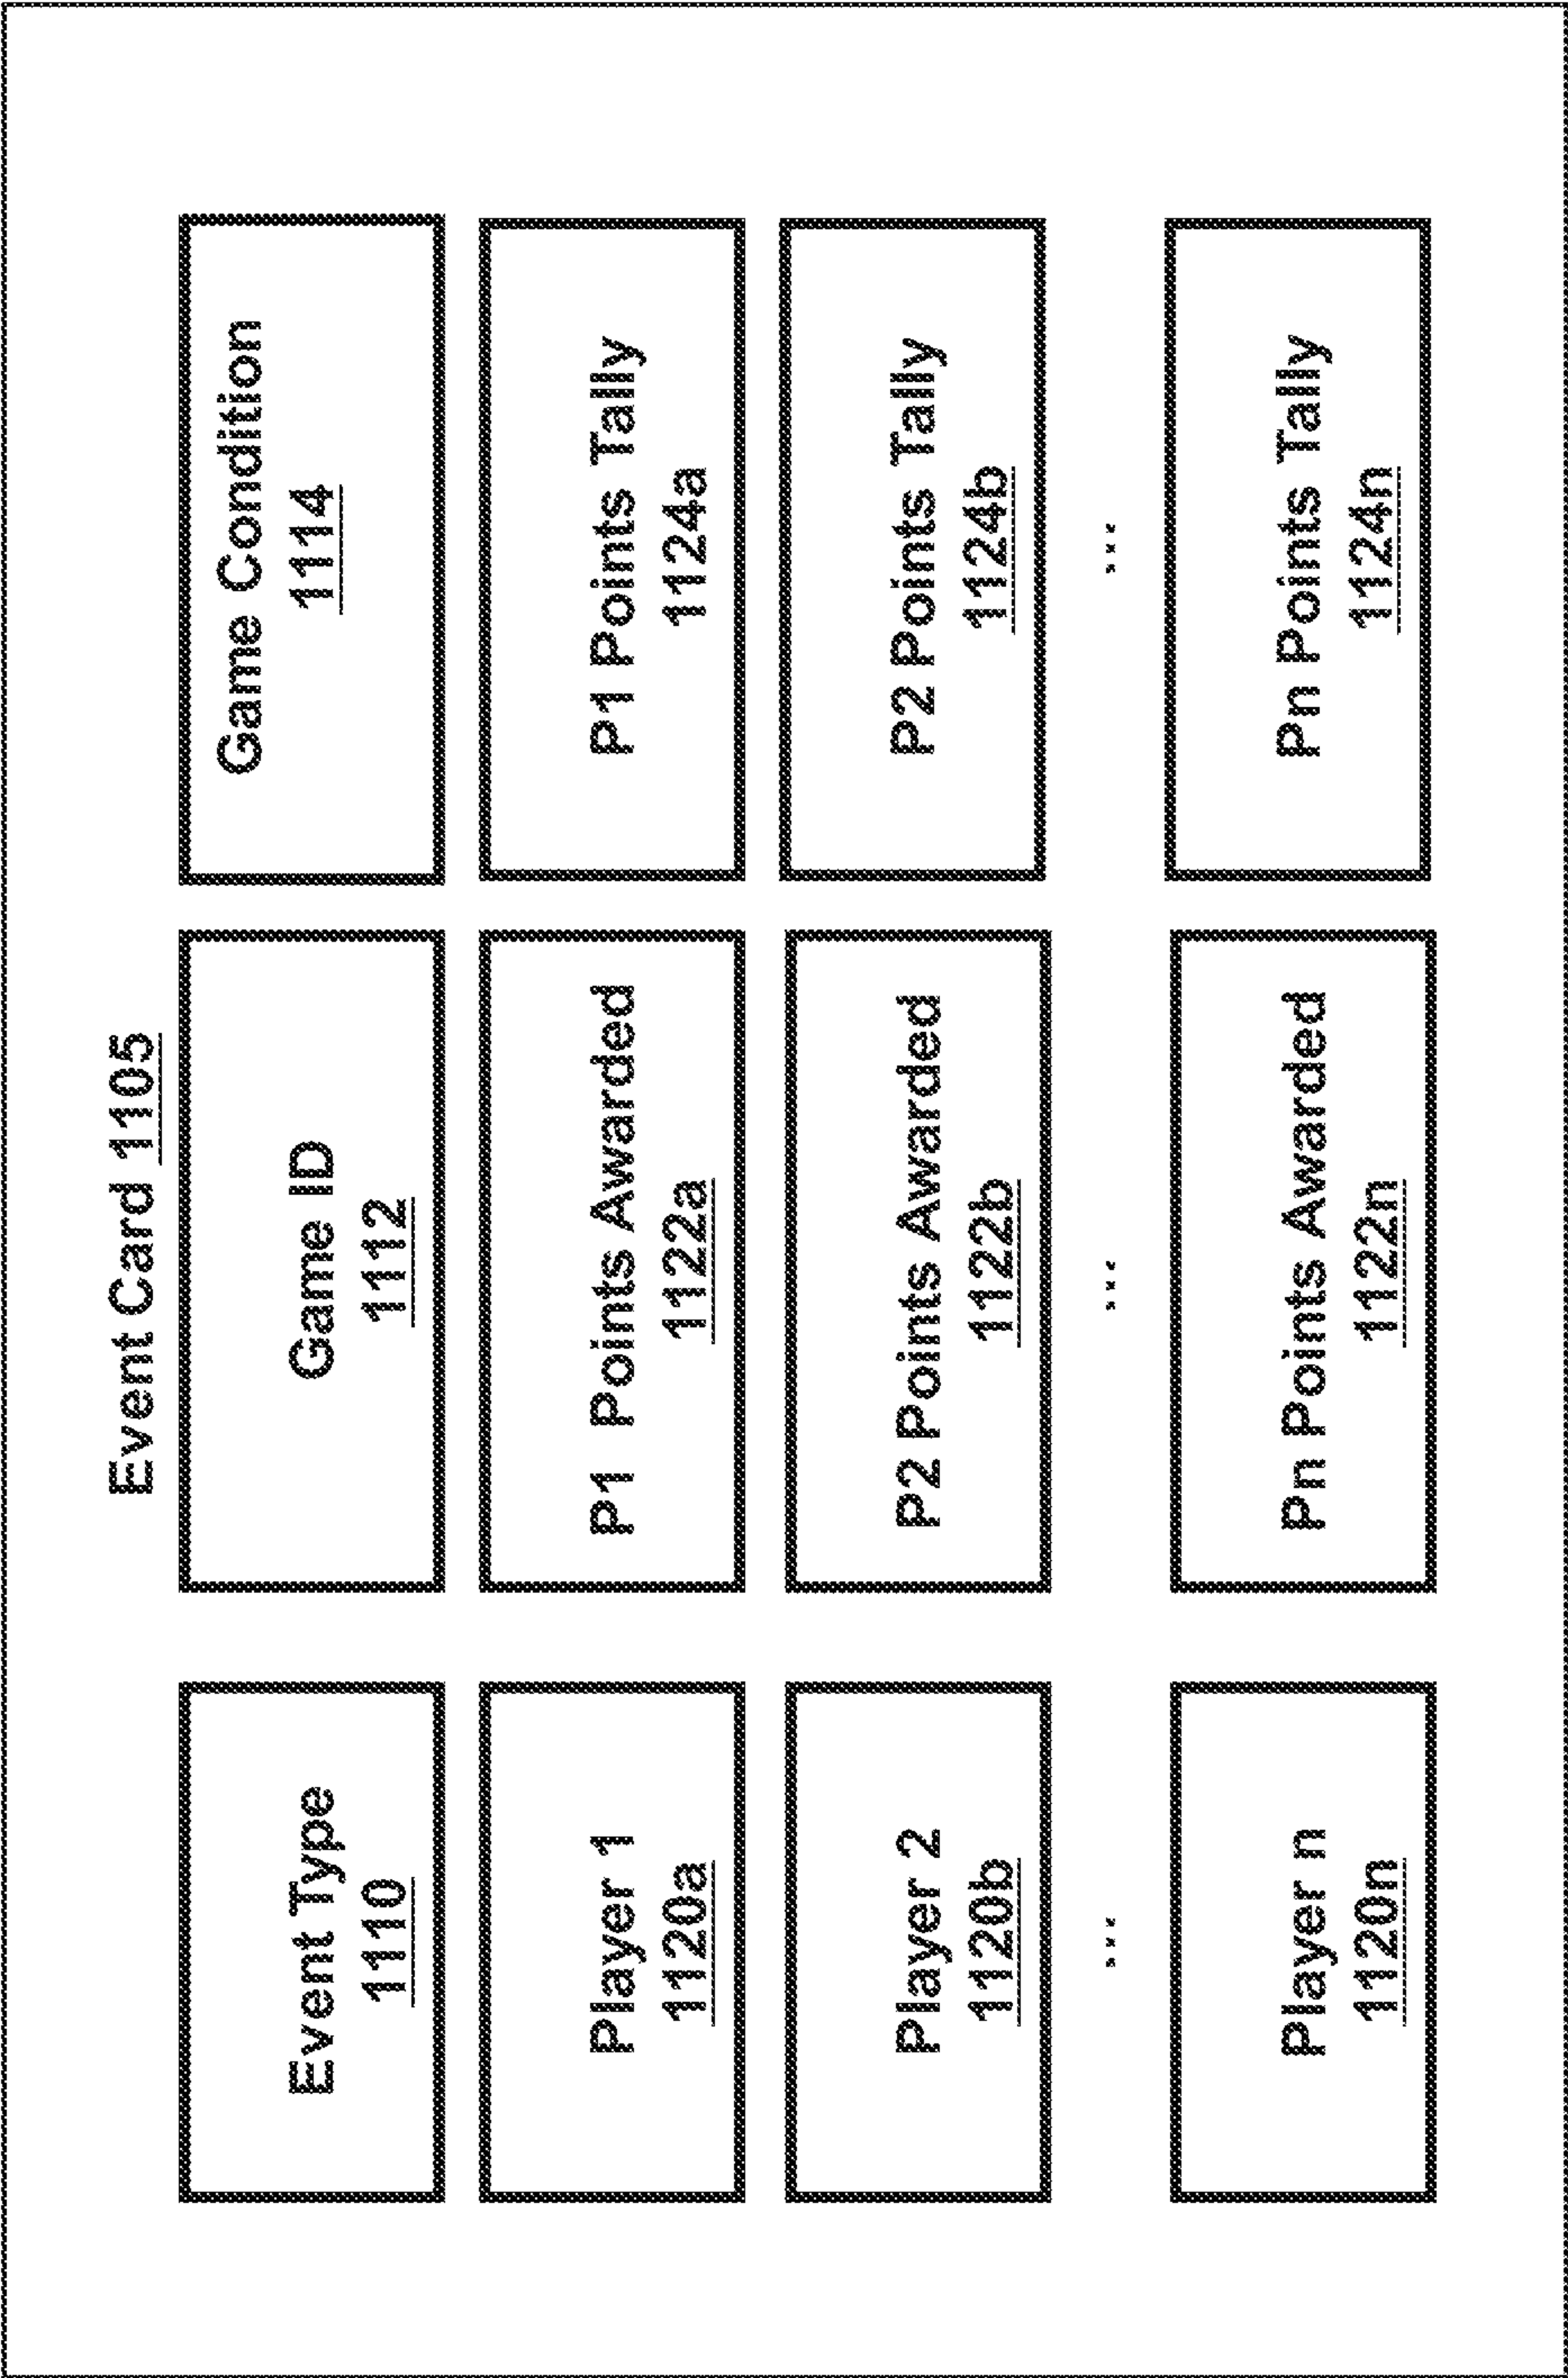 Event Card 1105
Event Type
1110
Game ID
1112
Game Condition
1114
Player 1
1120a
P1 Points Awarded
1122a
P1 Points Tally
1124a
Player 2
1120b
P2 Points Awarded
1122b
P2 Points Tally
1124b
... ... ...
Player n
1120n
Pn Points Awarded
1122n
Pn Points Tally
1124n